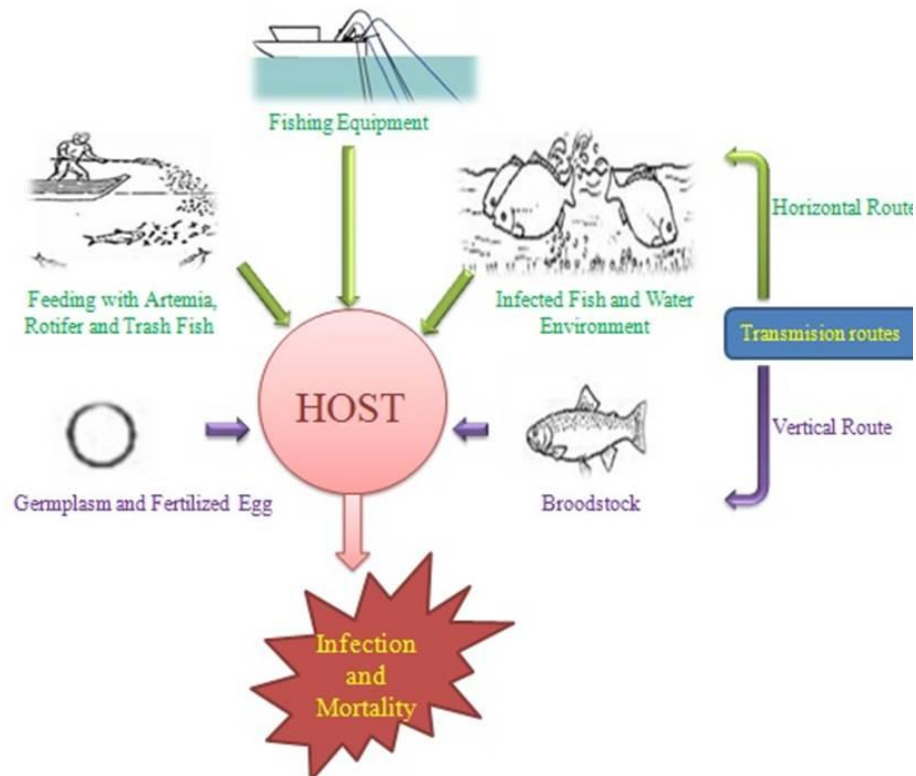 Fishing Equipment
Feeding with Artemia,
Rotifer and Trash Fish
Infected Fish and Water
Environment
Horizontal Route
Transmision routes
HOST
Vertical Route
Germplasm and Fertilized Egg
Broodstock
Infection
and
Mortality